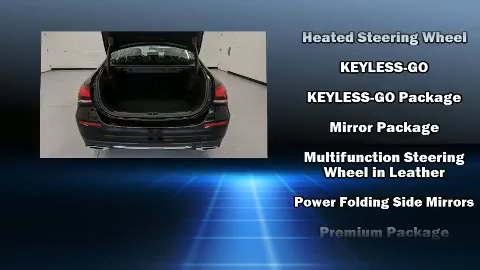 Heated Steering Wheel
KEYLESS-GO
KEYLESS-GO Package
Mirror Package
Multifunction Steering
Wheel in Leather
Power Folding Side Mirrors
Premium Package